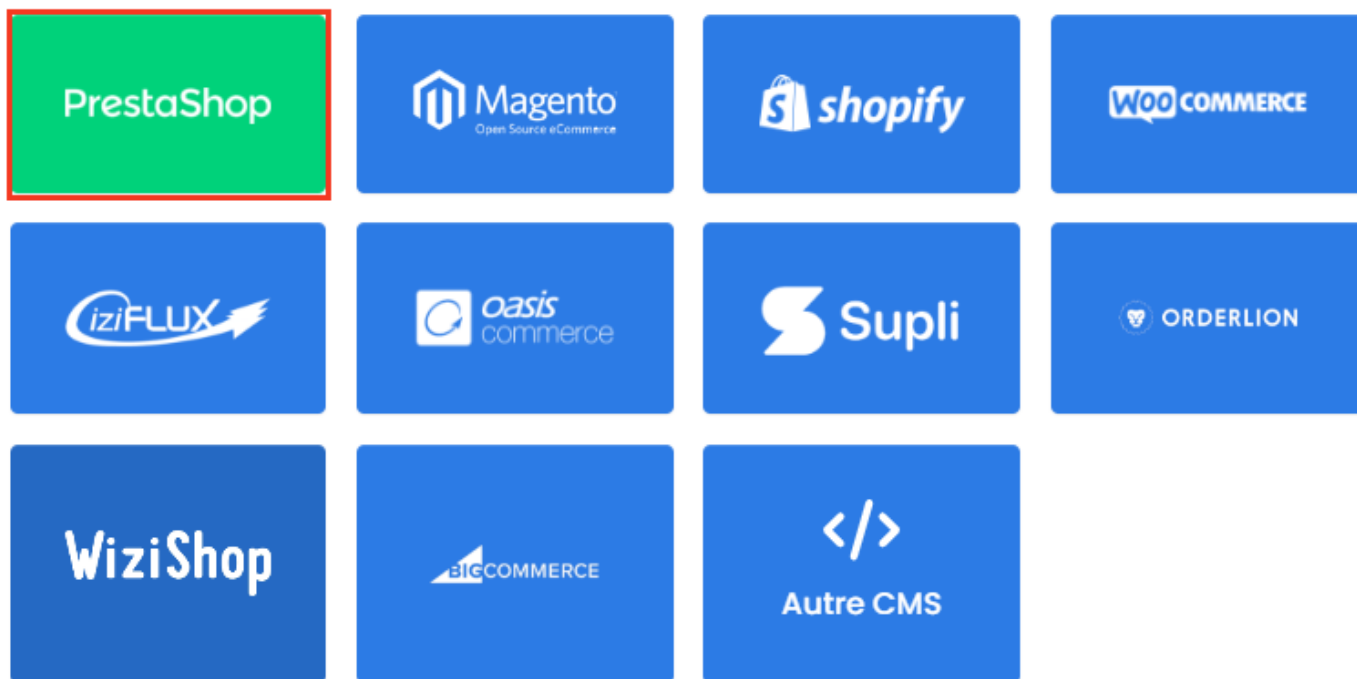 PrestaShop
Magento
Open Source eCommerce
S shopify
WOO COMMERCE
iziFLUX
oasis
commerce
Supli
ORDERLION
WiziShop
BIGCOMMERCE
</>
Autre CMS